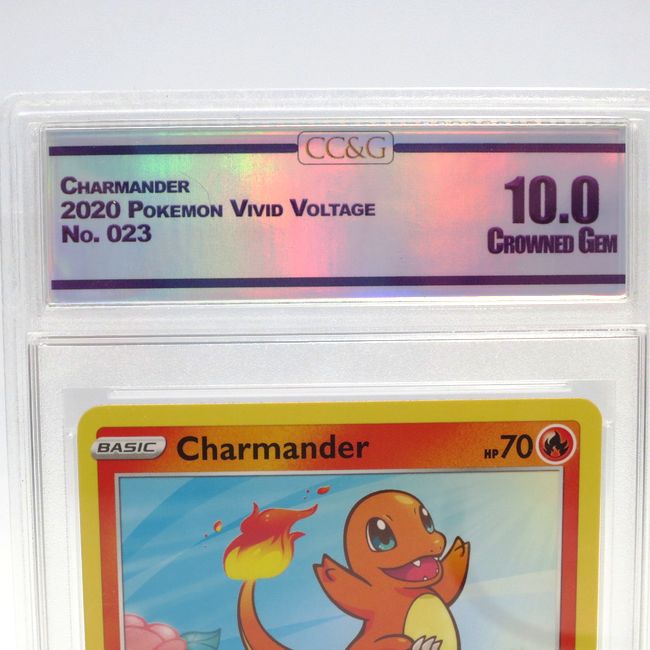 CC&G
CHARMANDER
2020 POKEMON VIVID VOLTAGE
NO. 023
10.0
CROWNED GEM
BASIC
Charmander
HP70